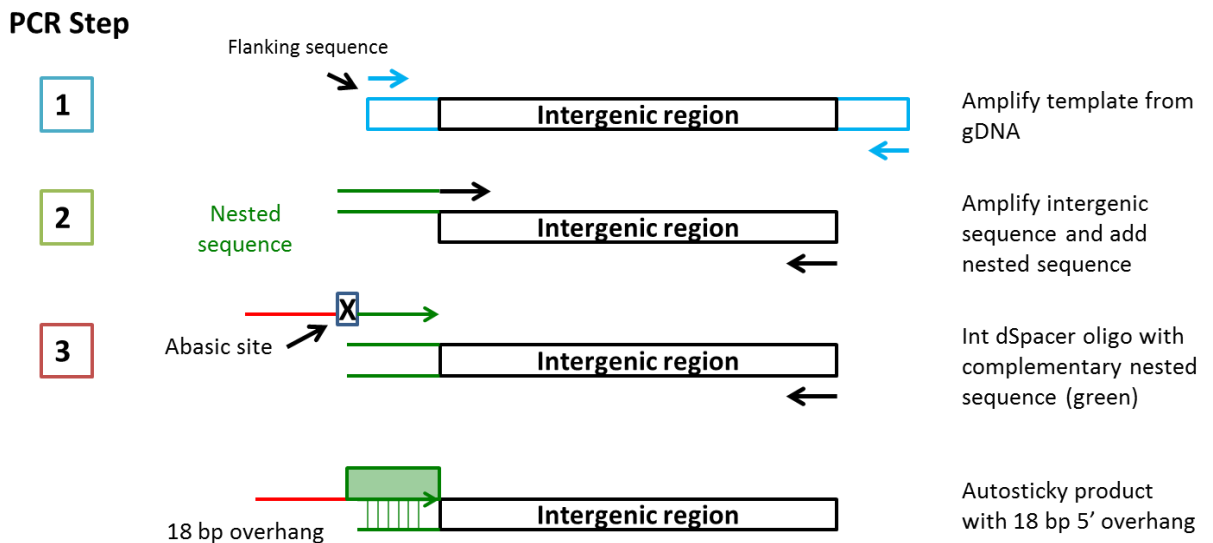 PCR Step
Flanking sequence
1
Intergenic region
Amplify template from
gDNA
2
Nested
sequence
Intergenic region
Amplify intergenic
sequence and add
nested sequence
X
Abasic site
3
Intergenic region
Int dSpacer oligo with
complementary nested
sequence (green)
18 bp overhang
Intergenic region
Autosticky product
with 18 bp 5’ overhang